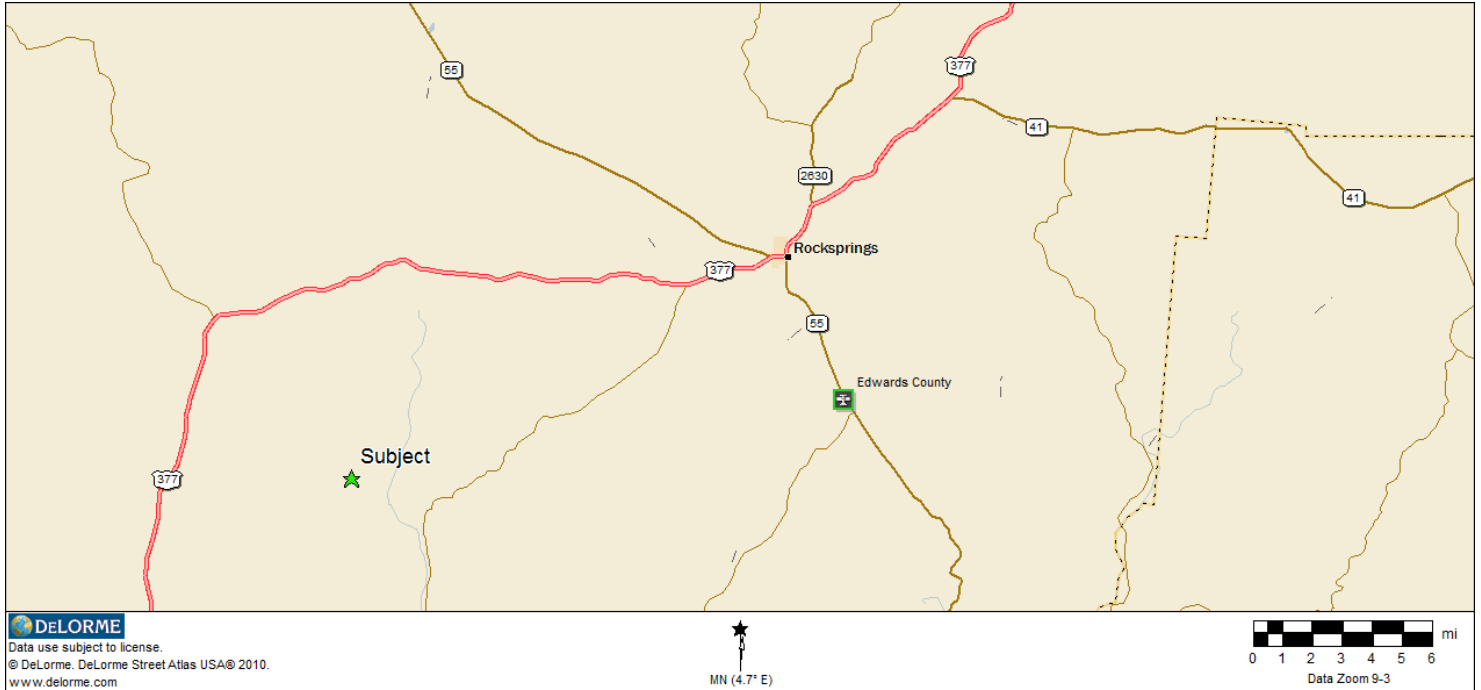 55
377
41
2630
41
Rocksprings
377
55
Edwards County
Subject
377
DELORME
Data use subject to license.
© DeLorme. DeLorme Street Atlas USA® 2010.
www.delorme.com
MN (4.7° E)
mi
0 1 2 3 4 5 6
Data Zoom 9-3